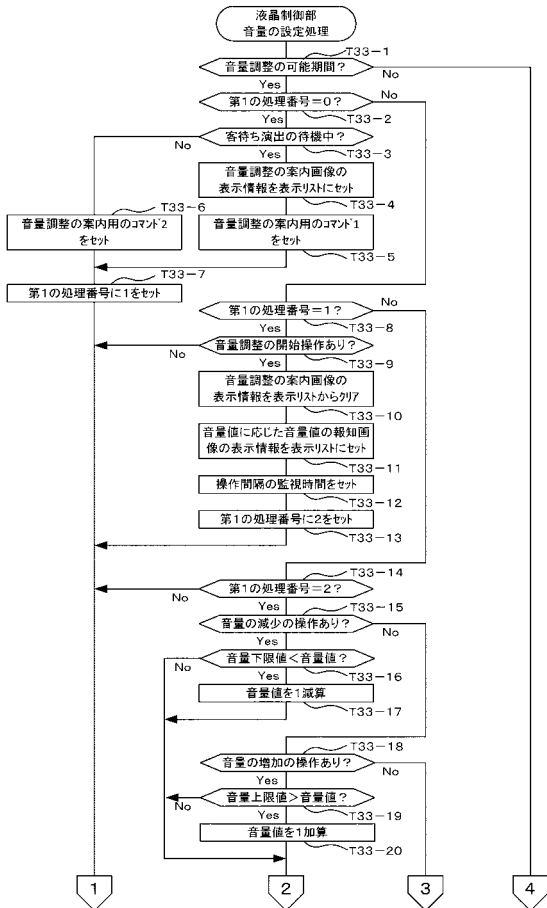 液晶制御部
音量の設定処理
T33-1
音量調整の可能期間?
No
Yes
第1の処理番号=0?
No
Yes
T33-2
客待ち演出の待機中?
No
Yes
T33-3
音量調整の案内画像の
表示情報を表示リストにセット
T33-4
T33-6
音量調整の案内用のコマンド2
をセット
音量調整の案内用のコマンド1
をセット
T33-5
T33-7
第1の処理番号に1をセット
第1の処理番号=1?
No
Yes
T33-8
音量調整の開始操作あり?
No
Yes
T33-9
音量調整の案内画像の
表示情報を表示リストからクリア
T33-10
音量値に応じた音量値の報知画
像の表示情報を表示リストにセット
T33-11
操作間隔の監視時間をセット
T33-12
第1の処理番号に2をセット
T33-13
T33-14
第1の処理番号=2?
No
Yes
T33-15
音量の減少の操作あり?
No
Yes
音量下限値<音量値?
No
Yes
T33-16
音量値を1減算
T33-17
T33-18
音量の増加の操作あり?
No
Yes
音量上限値>音量値?
No
Yes
T33-19
音量値を1加算
T33-20
1
2
3
4